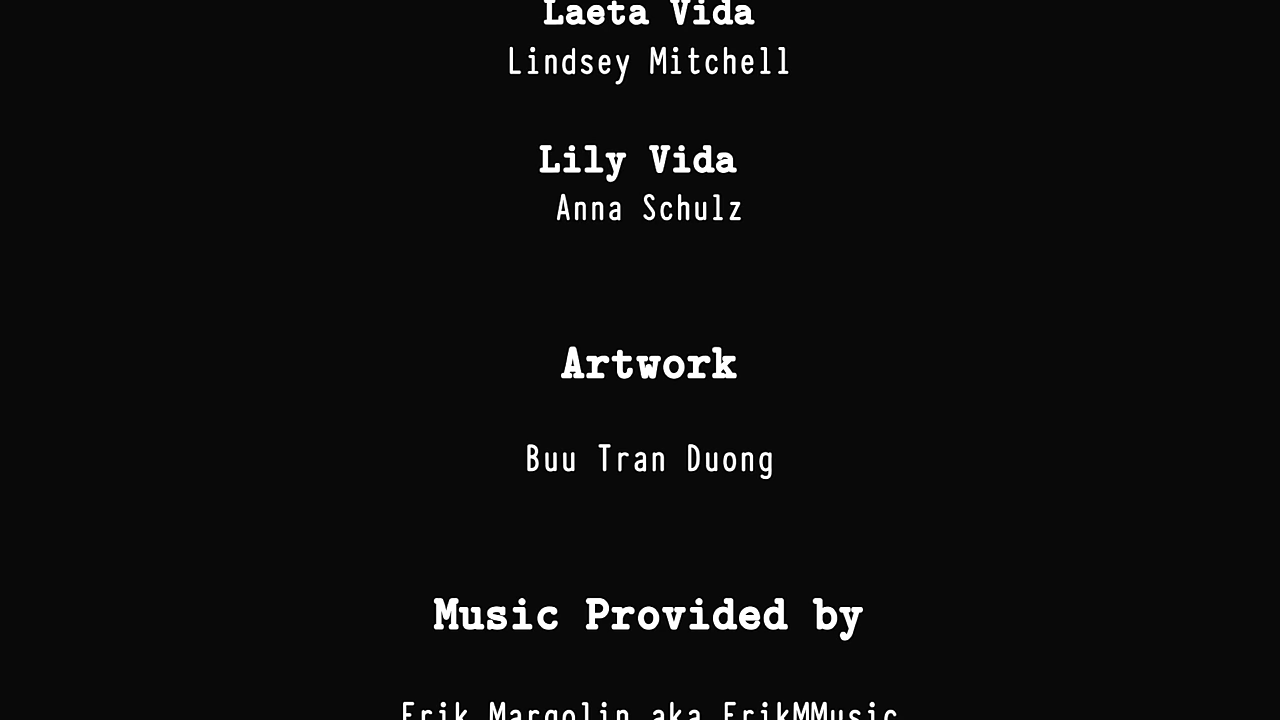 Laeta Vida
Lindsey Mitchell
Lily Vida
Anna Schulz
Artwork
Buu Tran Duong
Music Provided by
Erik Margolin aka ErikMMusic